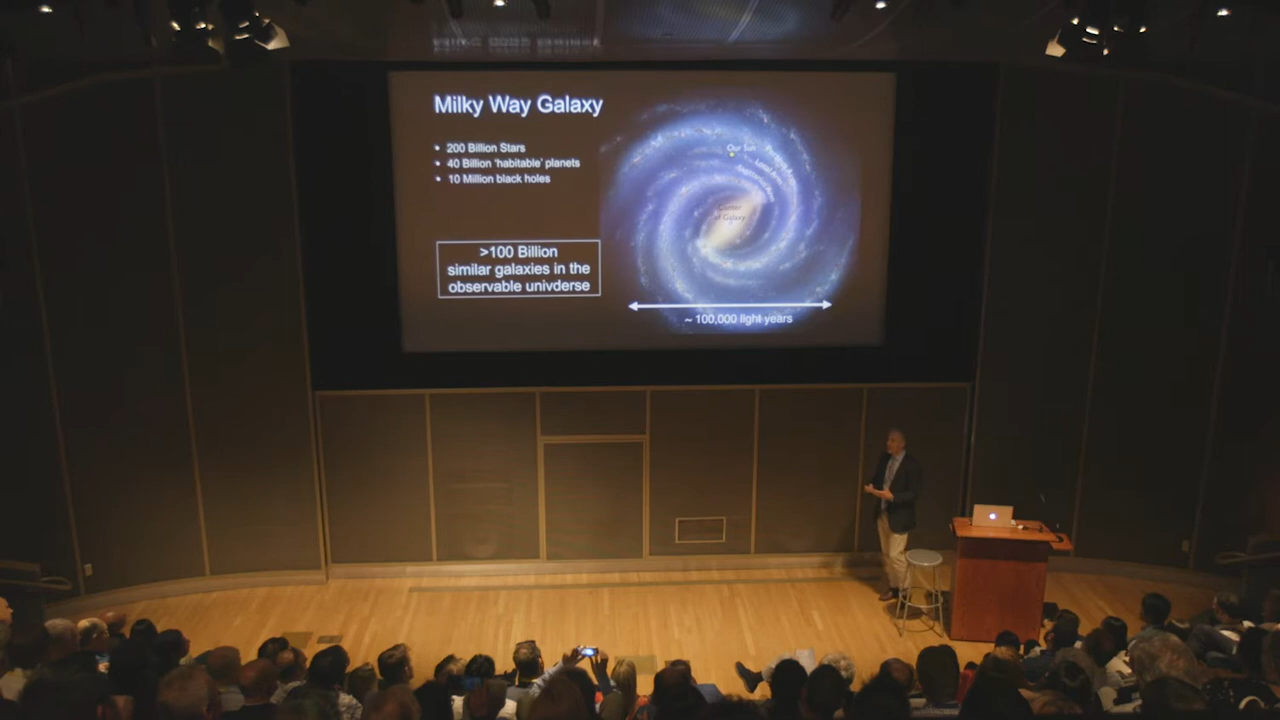 Milky Way Galaxy
• 200 Billion Stars
• 40 Billion 'habitable' planets
• 10 Million black holes
>100 Billion
similar galaxies in the
observable univderse
Our Sun
Center
of Galaxy
~ 100,000 light years